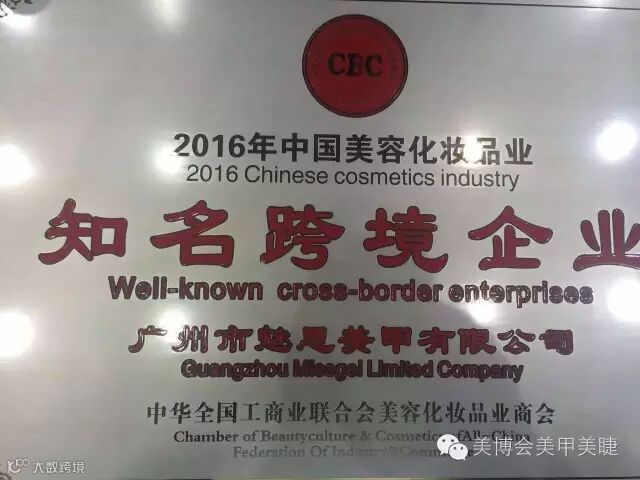 CBC
2016年中国美容化妆品业
2016 Chinese cosmetics industry
知名跨境企业
Well-known cross-border enterprises
广州市魅思美甲有限公司
Guangzhou Missgel Limited Company
中华全国工商业联合会美容化妆品业商会
Chamber of Beautyculture & Cosmetics of All-China
Federation Of Industry & Commerce
美博会美甲美睫
大数跨境